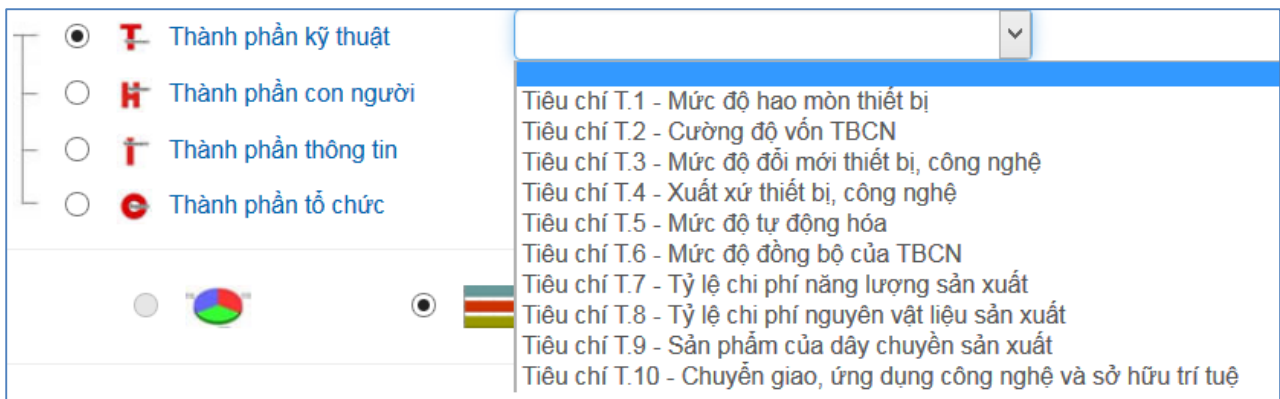 T Thành phần kỹ thuật
H Thành phần con người
I Thành phần thông tin
O Thành phần tổ chức
Tiêu chí T.1 - Mức độ hao mòn thiết bị
Tiêu chí T.2 - Cường độ vốn TBCN
Tiêu chí T.3 - Mức độ đổi mới thiết bị, công nghệ
Tiêu chí T.4 - Xuất xứ thiết bị, công nghệ
Tiêu chí T.5 - Mức độ tự động hóa
Tiêu chí T.6 - Mức độ đồng bộ của TBCN
Tiêu chí T.7 - Tỷ lệ chi phí năng lượng sản xuất
Tiêu chí T.8 - Tỷ lệ chi phí nguyên vật liệu sản xuất
Tiêu chí T.9 - Sản phẩm của dây chuyền sản xuất
Tiêu chí T.10 - Chuyển giao, ứng dụng công nghệ và sở hữu trí tuệ